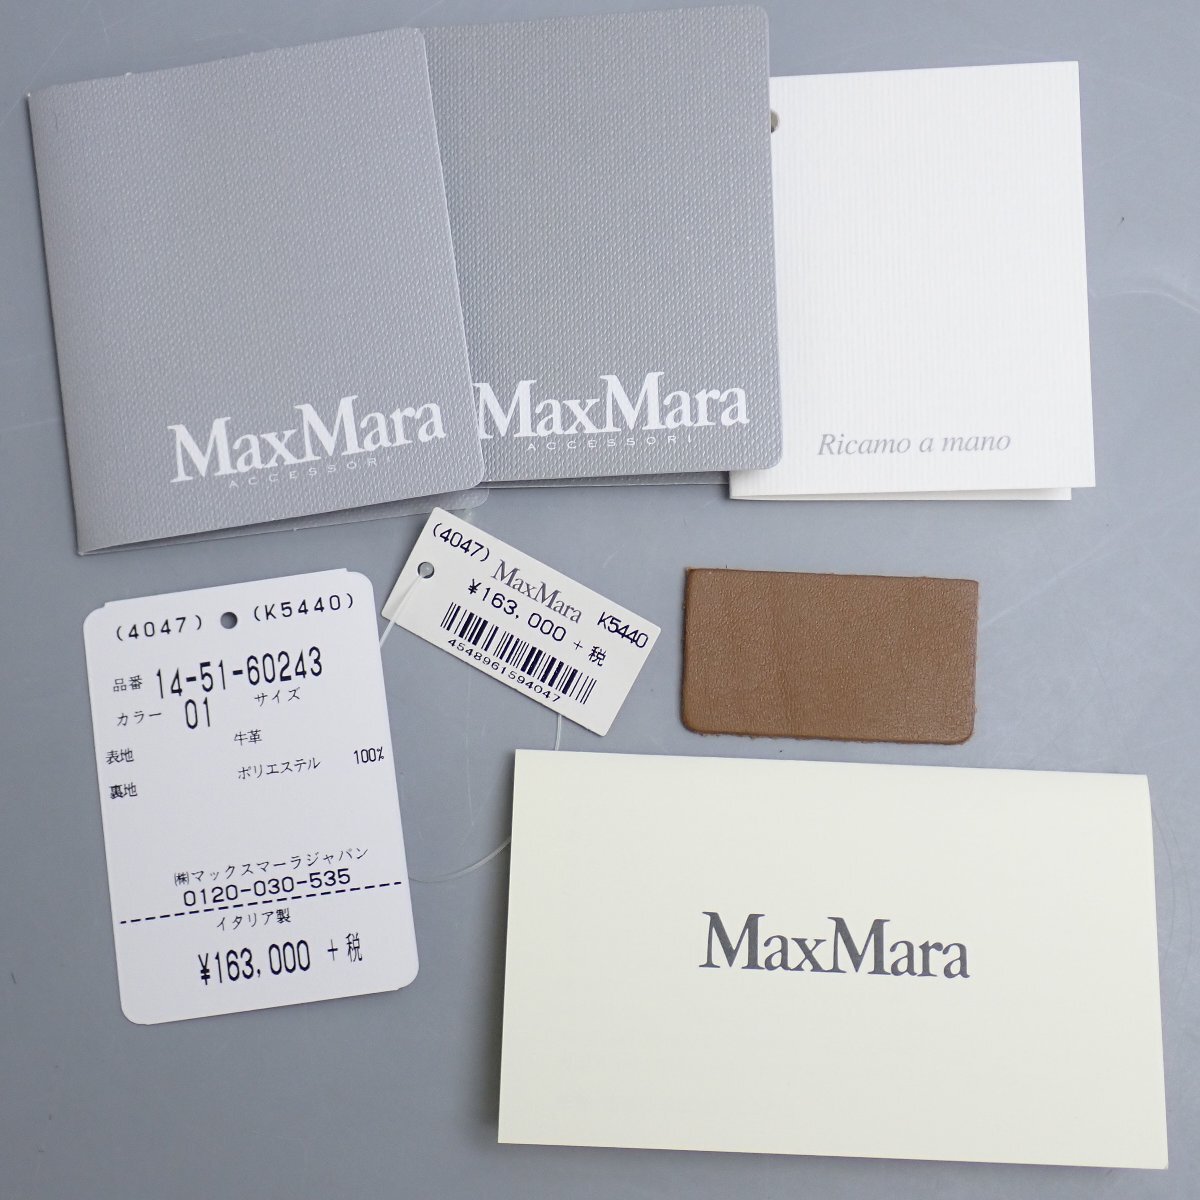 MaxMara
ACCESSORI
MaxMara
ACCESSORI
Ricamo a mano
(4047) (K5440)
品番 14-51-60243
カラー 01 サイズ
表地 牛革
裏地 ポリエステル 100%
㈱マックスマーラジャパン
0120-030-535
イタリア製
¥163,000 +税
(4047)
MaxMara K5440
¥163,000 +税
4548961594047
MaxMara